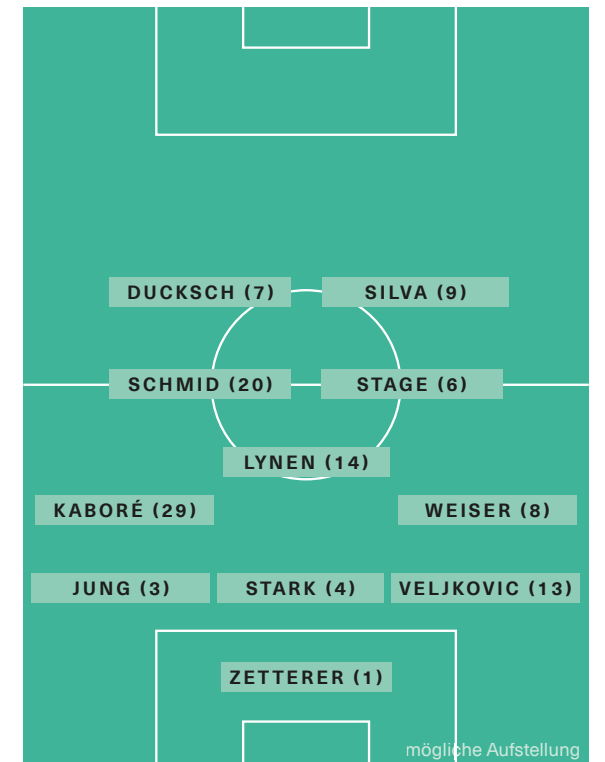 DUCKSCH (7) SILVA (9)
SCHMID (20) STAGE (6)
LYNEN (14)
KABORÉ (29) WEISER (8)
JUNG (3) STARK (4) VELJKOVIC (13)
ZETTERER (1)
mögliche Aufstellung